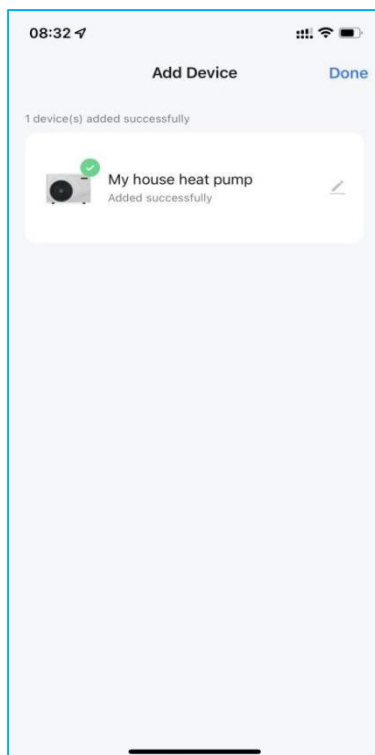 08:32
Add Device
Done
1 device(s) added successfully
My house heat pump
Added successfully